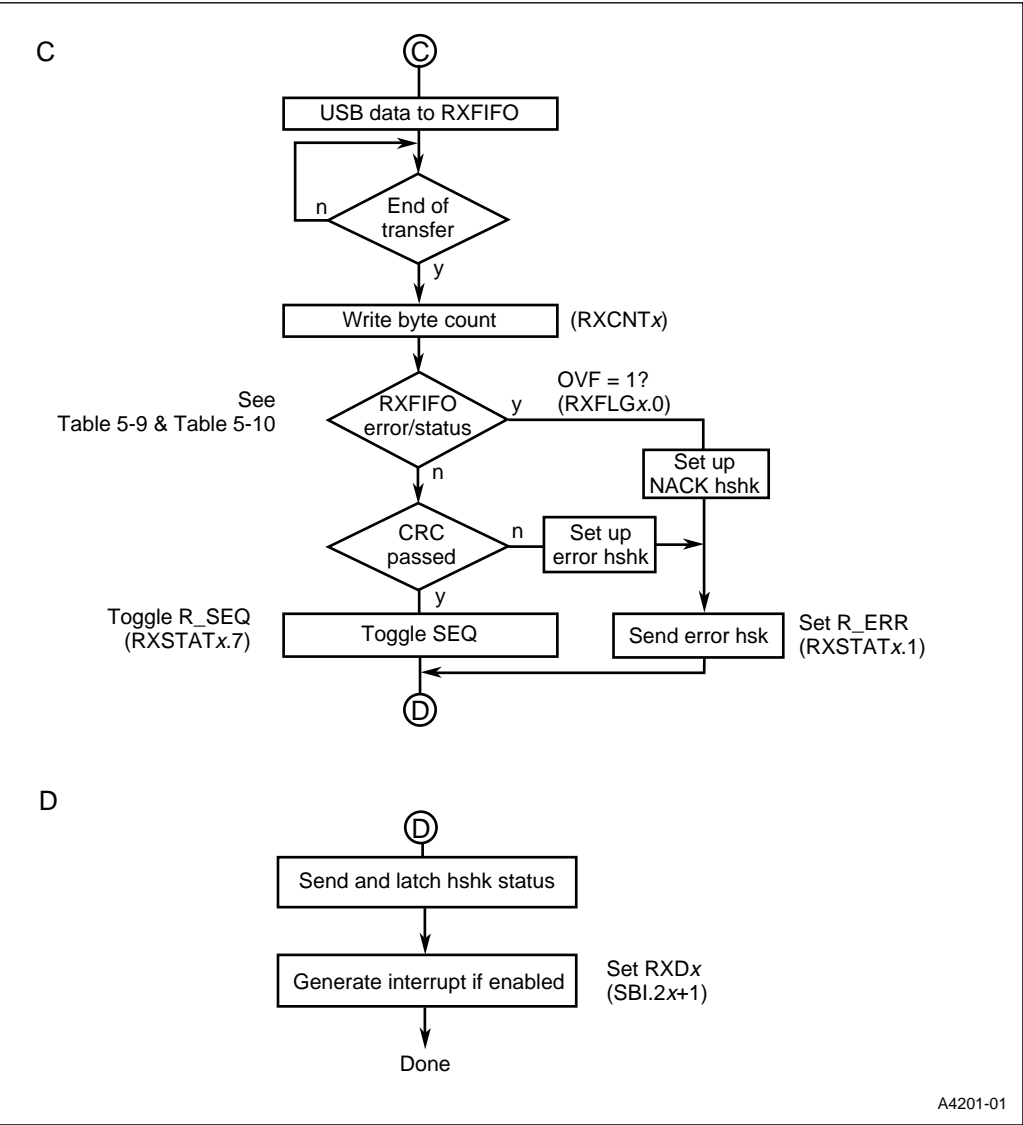 C
C
USB data to RXFIFO
n
End of
transfer
y
Write byte count
(RXCNTx)
See
Table 5-9 & Table 5-10
RXFIFO
error/status
y
OVF = 1?
(RXFLGx.0)
Set up
NACK hshk
n
CRC
passed
n
Set up
error hshk
y
Toggle R_SEQ
(RXSTATx.7)
Toggle SEQ
Send error hsk
Set R_ERR
(RXSTATx.1)
D
D
D
Send and latch hshk status
Generate interrupt if enabled
Set RXDx
(SBI.2x+1)
Done
A4201-01